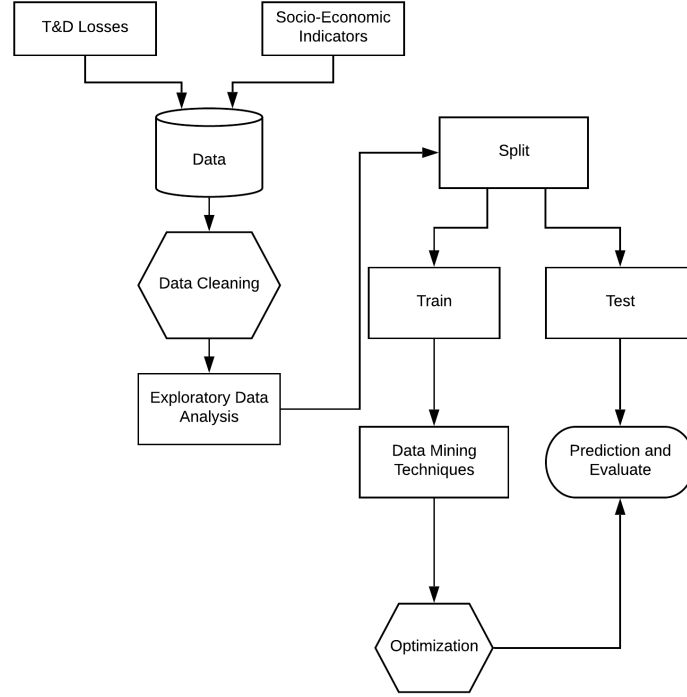 T&D Losses
Socio-Economic
Indicators
Data
Split
Data Cleaning
Train
Test
Exploratory Data
Analysis
Data Mining
Techniques
Prediction and
Evaluate
Optimization